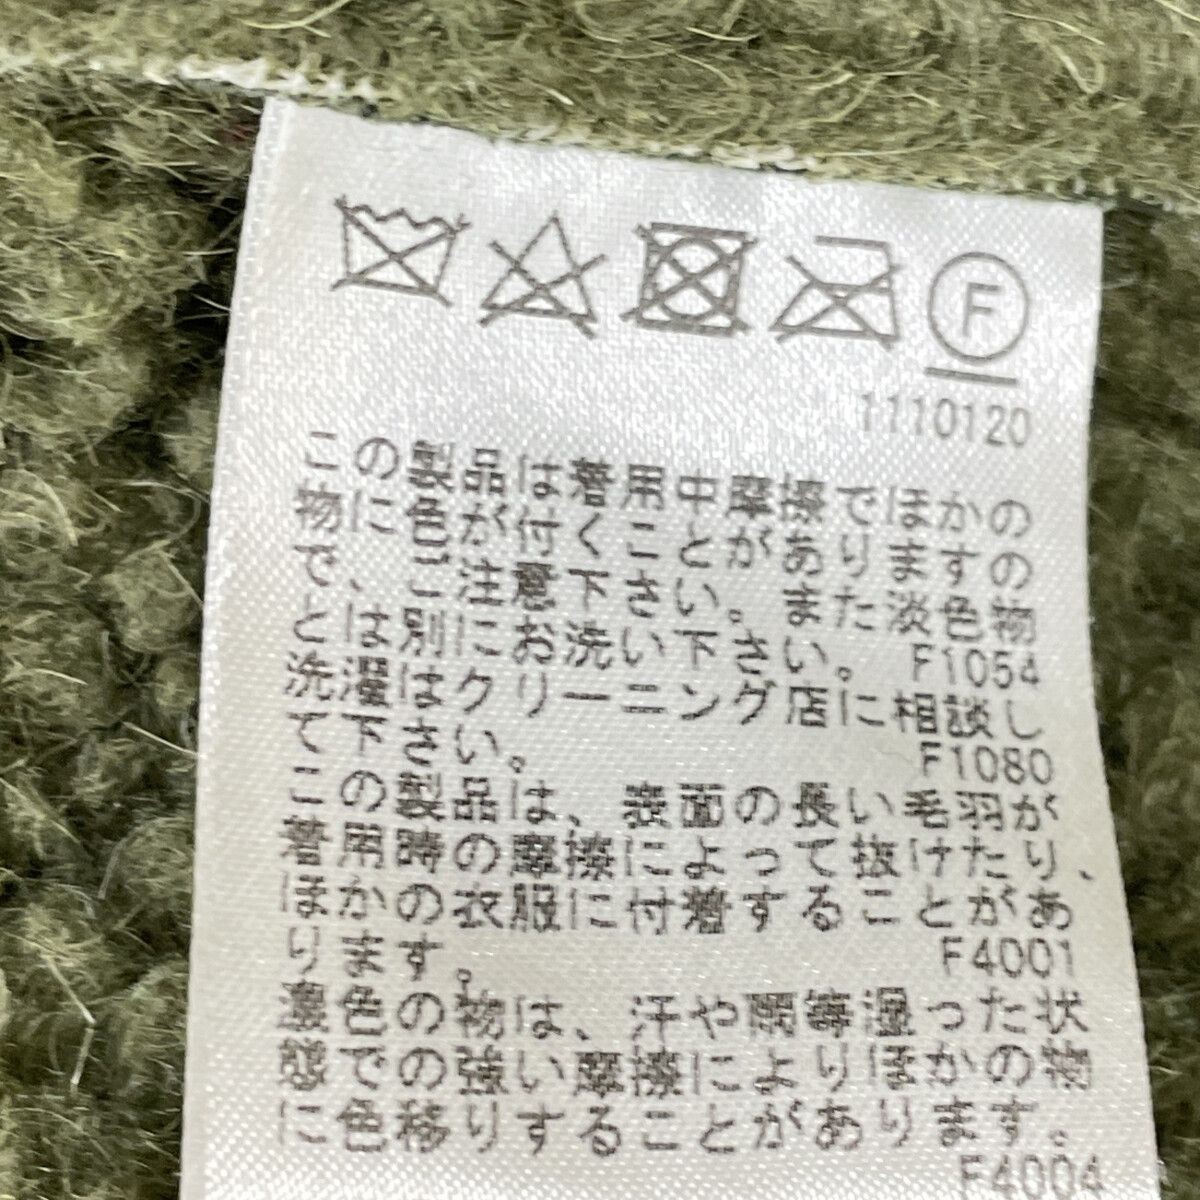 F
1110120
この製品は着用中摩擦でほかの
物に色が付くことがありますの
で、ご注意下さい。また淡色物
とは別にお洗い下さい。 F1054
洗濯はクリーニング店に相談し
て下さい。 F1080
この製品は、表面の長い毛羽が
着用時の摩擦によって抜けたり、
ほかの衣服に付着することがあ
ります。 F4001
濃色の物は、汗や雨等湿った状
態での強い摩擦によりほかの物
に色移りすることがあります。
F4004